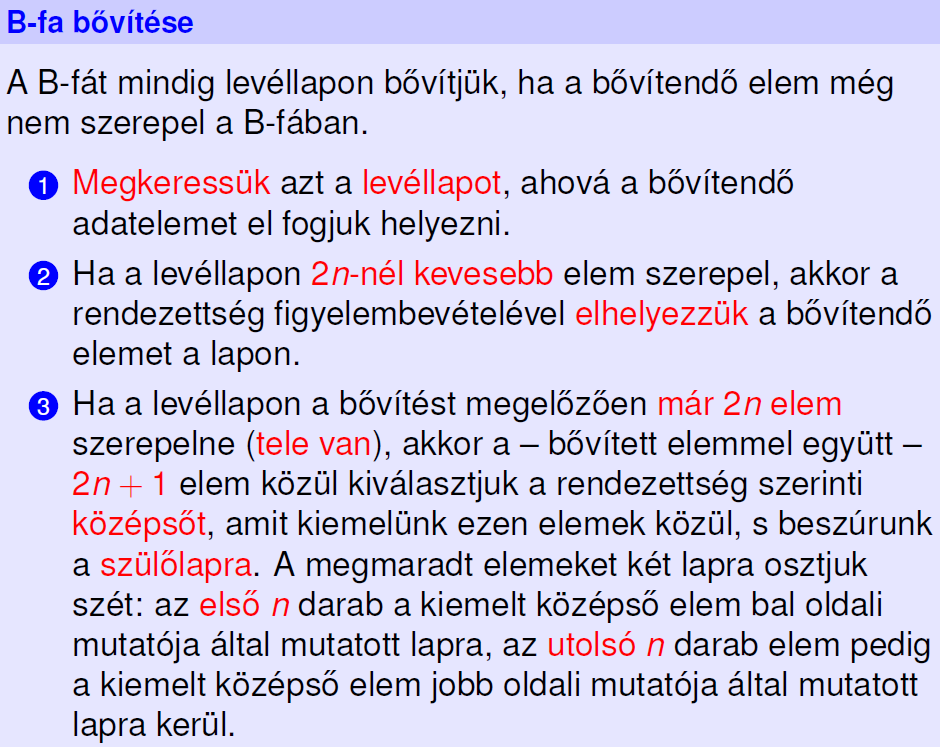 B-fa bővítése
A B-fát mindig levéllapon bővítjük, ha a bővítendő elem még
nem szerepel a B-fában.
1 Megkeressük azt a levéllapot, ahová a bővítendő
adatelemet el fogjuk helyezni.
2 Ha a levéllapon 2n-nél kevesebb elem szerepel, akkor a
rendezettség figyelembevételével elhelyezzük a bővítendő
elemet a lapon.
3 Ha a levéllapon a bővítést megelőzően már 2n elem
szerepelne (tele van), akkor a – bővített elemmel együtt –
2n + 1 elem közül kiválasztjuk a rendezettség szerinti
középsőt, amit kiemelünk ezen elemek közül, s beszúrunk
a szülőlapra. A megmaradt elemeket két lapra osztjuk
szét: az első n darab a kiemelt középső elem bal oldali
mutatója által mutatott lapra, az utolsó n darab elem pedig
a kiemelt középső elem jobb oldali mutatója által mutatott
lapra kerül.